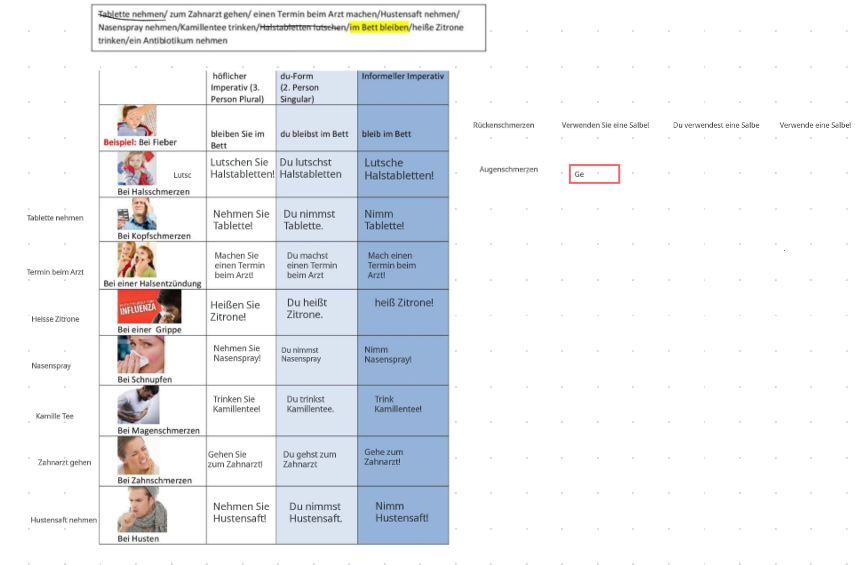 Tablette nehmen/ zum Zahnarzt gehen/ einen Termin beim Arzt machen/Hustensaft nehmen/
Nasenspray nehmen/Kamillentee trinken/Halstabletten lutschen/im Bett bleiben/heiße Zitrone
trinken/ein Antibiotikum nehmen
höflicher
Imperativ (3.
Person Plural)
du-Form
(2. Person
Singular)
Informeller Imperativ
Beispiel: Bei Fieber
bleiben Sie im
Bett
du bleibst im Bett
bleib im Bett
Rückenschmerzen
Verwenden Sie eine Salbe!
Du verwendest eine Salbe
Verwende eine Salbe!
Lutsc
Bei Halsschmerzen
Lutschen Sie
Halstabletten!
Du lutschst
Halstabletten
Lutsche
Halstabletten!
Augenschmerzen
Ge
Tablette nehmen
Bei Kopfschmerzen
Nehmen Sie
Tablette!
Du nimmst
Tablette.
Nimm
Tablette!
Termin beim Arzt
Bei einer Halsentzündung
Machen Sie
einen Termin
beim Arzt!
Du machst
einen Termin
beim Arzt
Mach einen
Termin beim
Arzt!
Heisse Zitrone
INFLUENZA
Bei einer Grippe
Heißen Sie
Zitrone!
Du heißt
Zitrone.
heiß Zitrone!
Nasenspray
Bei Schnupfen
Nehmen Sie
Nasenspray!
Du nimmst
Nasenspray
Nimm
Nasenspray!
Kamille Tee
Bei Magenschmerzen
Trinken Sie
Kamillentee!
Du trinkst
Kamillentee.
Trink
Kamillentee!
Zahnarzt gehen
Bei Zahnschmerzen
Gehen Sie
zum Zahnarzt!
Du gehst zum
Zahnarzt
Gehe zum
Zahnarzt!
Hustensaft nehmen
Bei Husten
Nehmen Sie
Hustensaft!
Du nimmst
Hustensaft.
Nimm
Hustensaft!